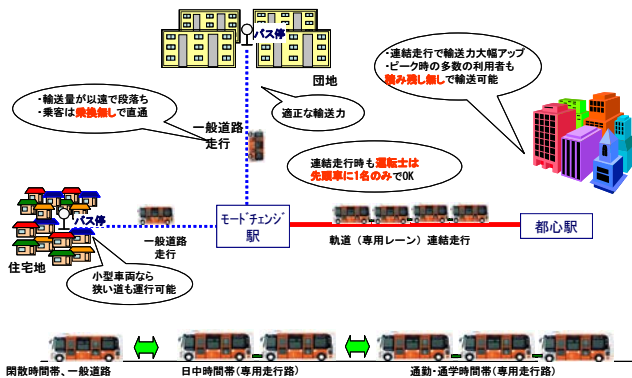 バス停
団地
・連結走行で輸送力大幅アップ
・ピーク時の多数の利用者も
積み残し無しで輸送可能
・輸送量が以遠で段落ち
・乗客は乗換無しで直通
適正な輸送力
一般道路
走行
連結走行時も運転士は
先頭車に1名のみでOK
バス停
住宅地
一般道路
走行
モードチェンジ
駅
軌道（専用レーン）連結走行
都心駅
小型車両なら
狭い道も運行可能
閑散時間帯、一般道路
日中時間帯（専用走行路）
通勤・通学時間帯（専用走行路）